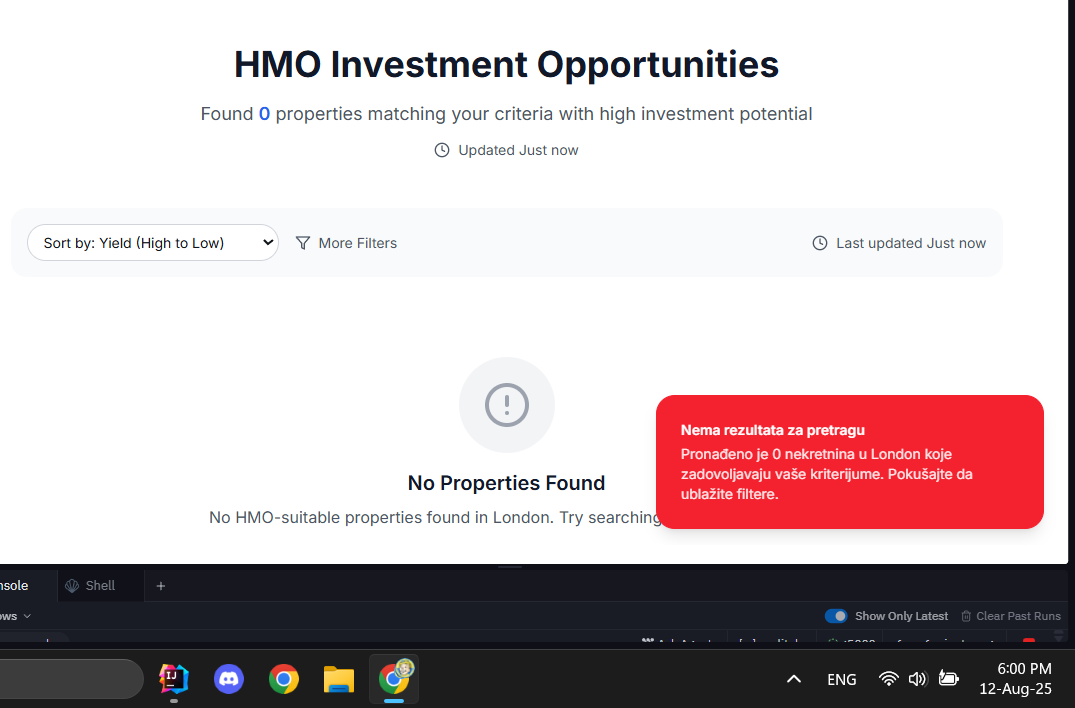 HMO Investment Opportunities
Found 0 properties matching your criteria with high investment potential
Updated Just now
Sort by: Yield (High to Low)
More Filters
Last updated Just now
Nema rezultata za pretragu
Pronađeno je 0 nekretnina u London koje
zadovoljavaju vaše kriterijume. Pokušajte da
ublažite filtere.
No Properties Found
No HMO-suitable properties found in London. Try searching
nsole
Shell
ows
Show Only Latest
Clear Past Runs
ENG
6:00 PM
12-Aug-25